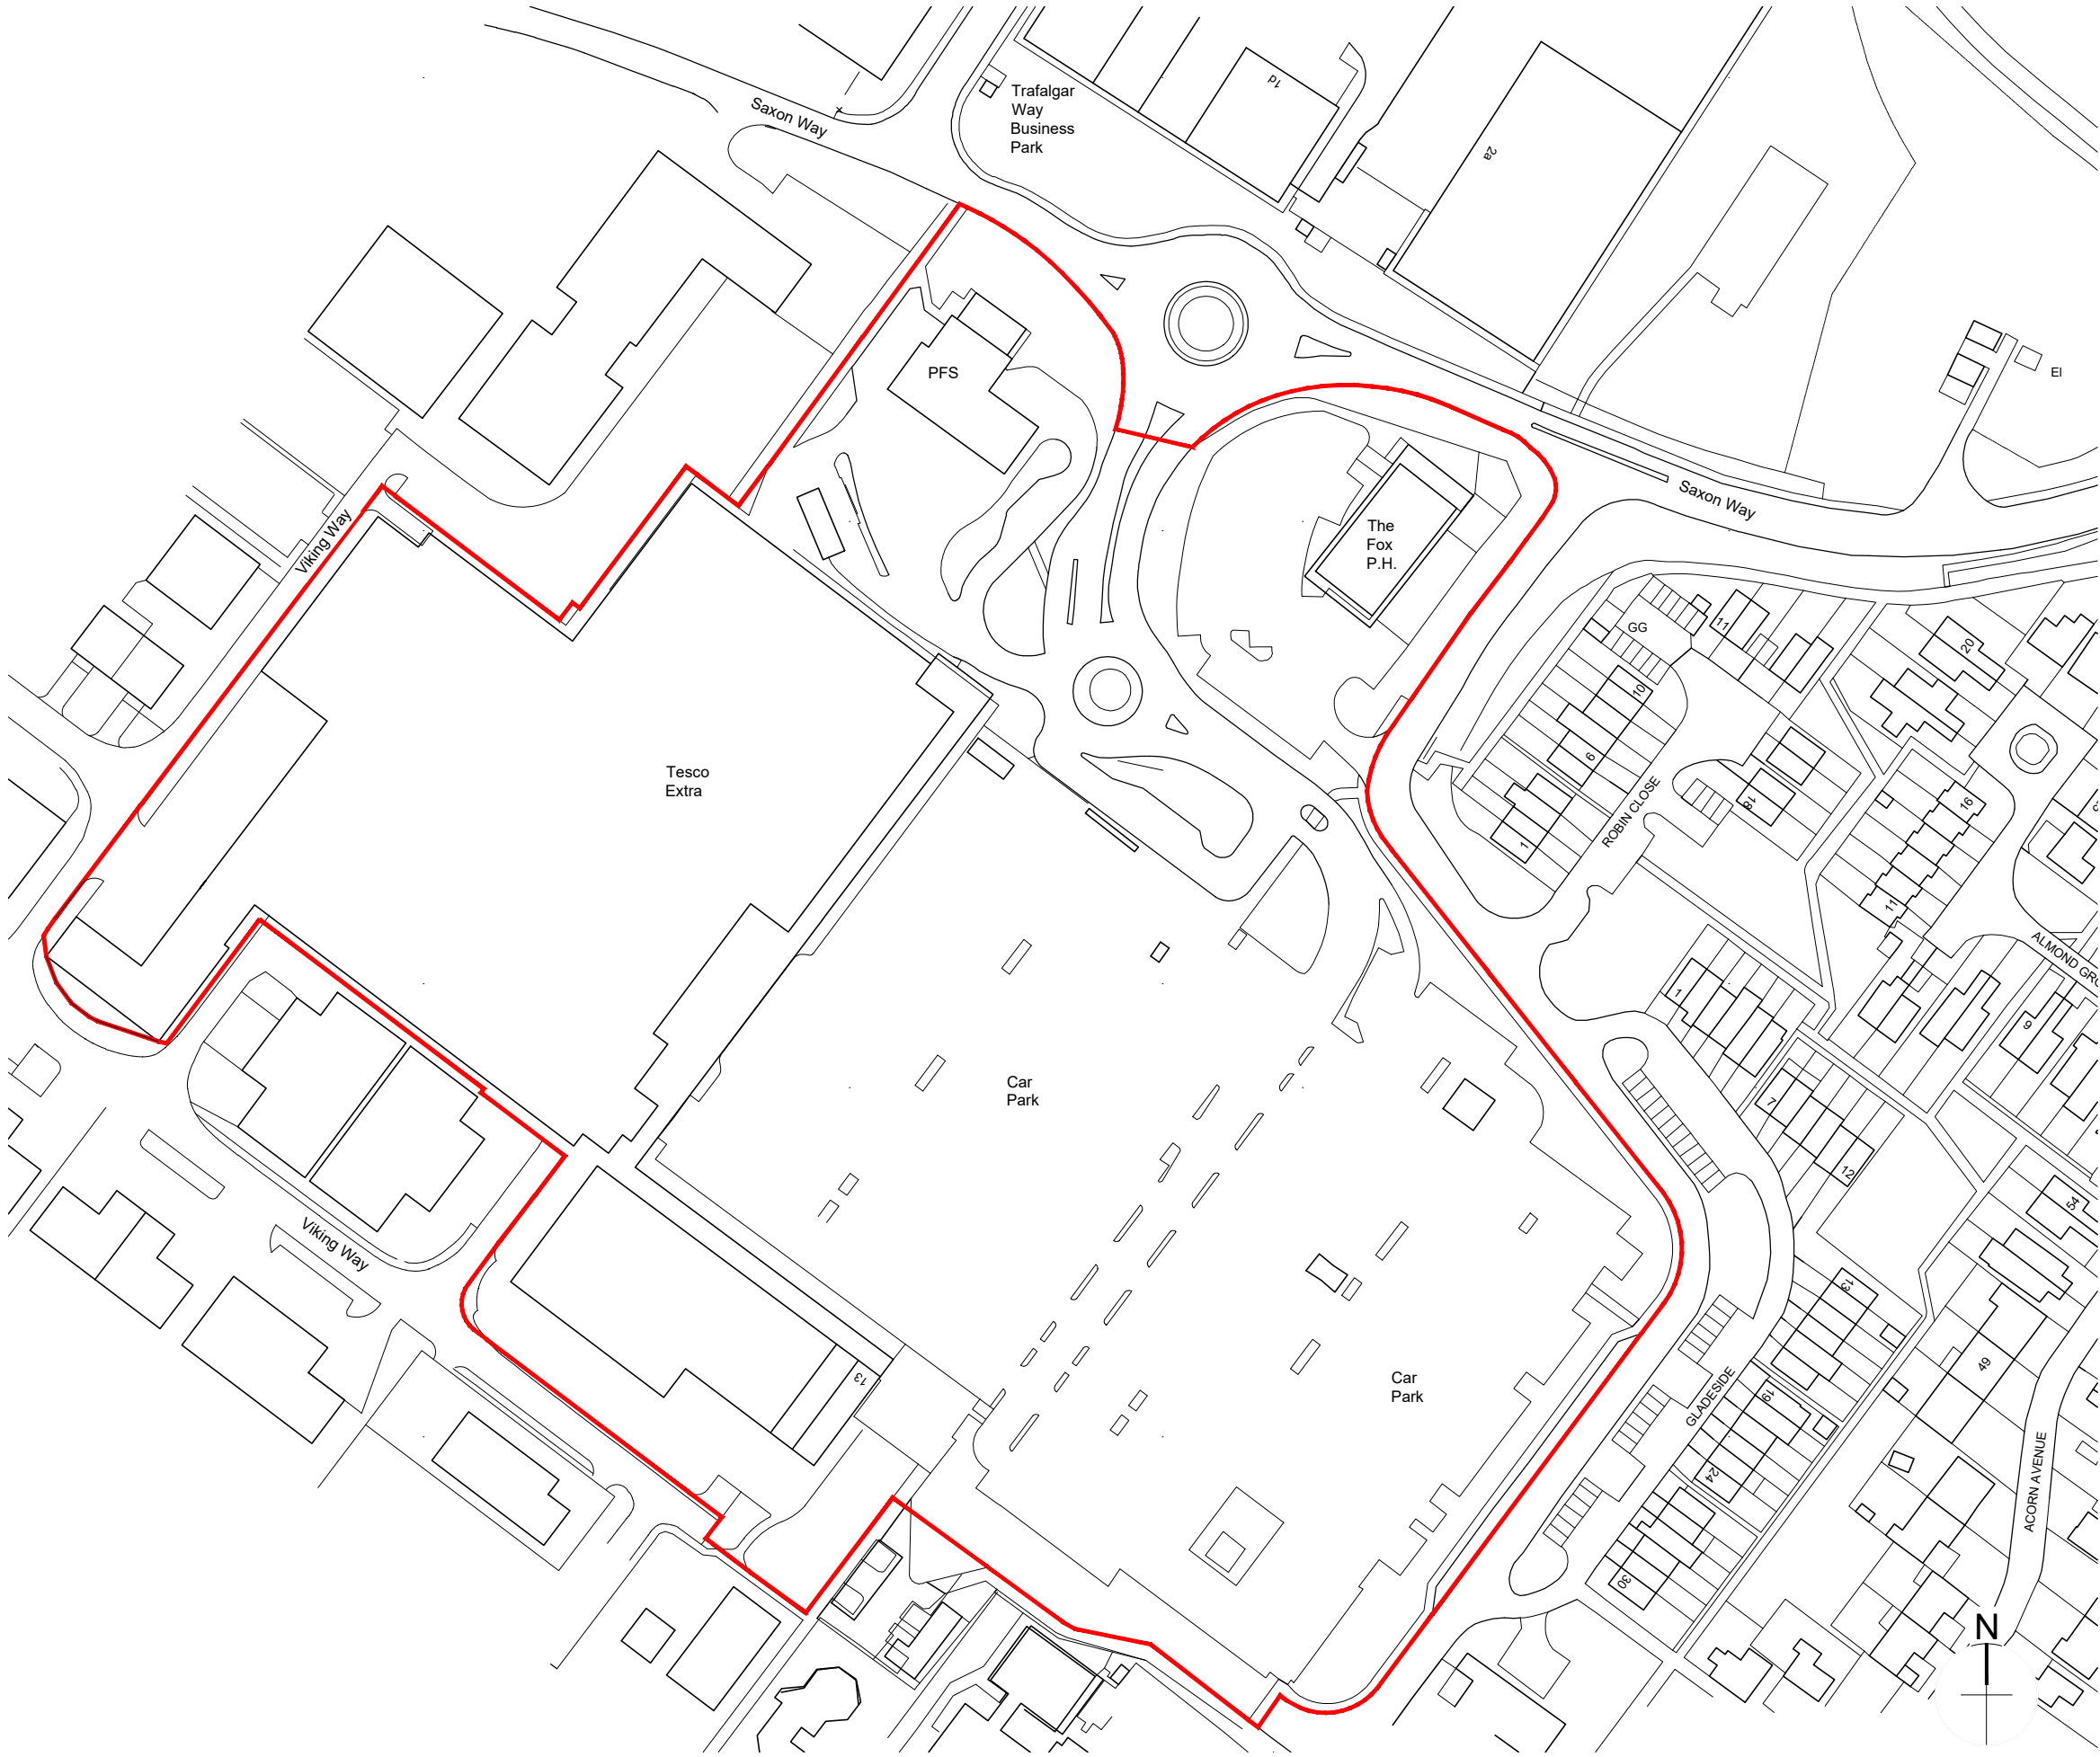 Saxon Way
Trafalgar
Way
Business
Park
1d
2a
PFS
El
Saxon Way
The
Fox
P.H.
Viking Way
GG
11
20
10
6
1
ROBIN CLOSE
18
16
11
Tesco
Extra
ALMOND GRO
1
9
7
12
Car
Park
54
Viking Way
13
13
49
Car
Park
GLADESIDE
19
24
ACORN AVENUE
30
N